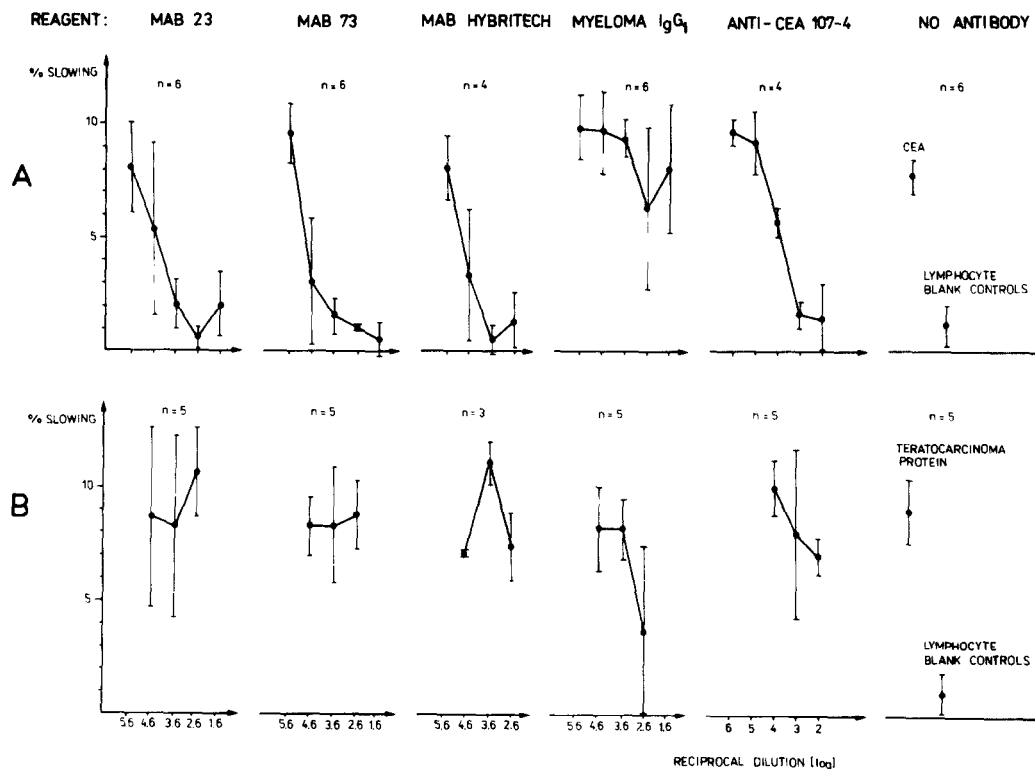 REAGENT: MAB 23 MAB 73 MAB HYBRITECH MYELOMA IgG1 ANTI-CEA 107-4 NO ANTIBODY
% SLOWING
n=6 n=6 n=4 n=6 n=4 n=6
10
5
A
CEA
LYMPHOCYTE
BLANK CONTROLS
% SLOWING
n=5 n=5 n=3 n=5 n=5 n=5
10
5
B
TERATOCARCINOMA
PROTEIN
LYMPHOCYTE
BLANK CONTROLS
5.6 4.6 3.6 2.6 1.6 5.6 4.6 3.6 2.6 1.6 5.6 4.6 3.6 2.6 5.6 4.6 3.6 2.6 1.6 6 5 4 3 2
RECIPROCAL DILUTION [log]